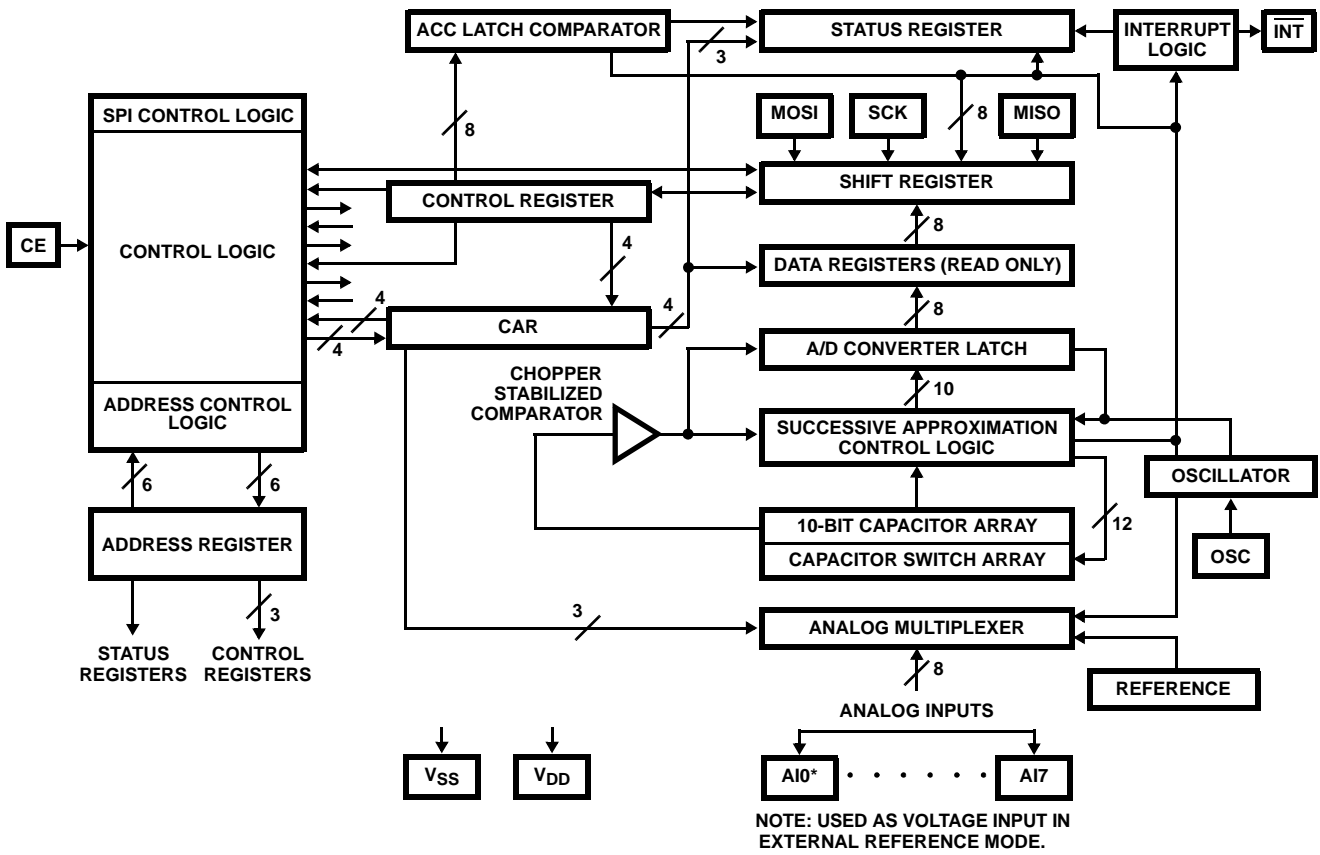 ACC LATCH COMPARATOR
3
STATUS REGISTER
INTERRUPT
LOGIC
INT
SPI CONTROL LOGIC
8
MOSI
SCK
8
MISO
SHIFT REGISTER
CONTROL REGISTER
CE
CONTROL LOGIC
4
8
DATA REGISTERS (READ ONLY)
4
4
4
CAR
8
A/D CONVERTER LATCH
CHOPPER
STABILIZED
COMPARATOR
10
ADDRESS CONTROL
LOGIC
SUCCESSIVE APPROXIMATION
CONTROL LOGIC
6
6
OSCILLATOR
12
10-BIT CAPACITOR ARRAY
CAPACITOR SWITCH ARRAY
OSC
ADDRESS REGISTER
3
3
ANALOG MULTIPLEXER
STATUS
REGISTERS
CONTROL
REGISTERS
8
REFERENCE
ANALOG INPUTS
VSS
VDD
AI0* · · · · · · AI7
NOTE: USED AS VOLTAGE INPUT IN
EXTERNAL REFERENCE MODE.